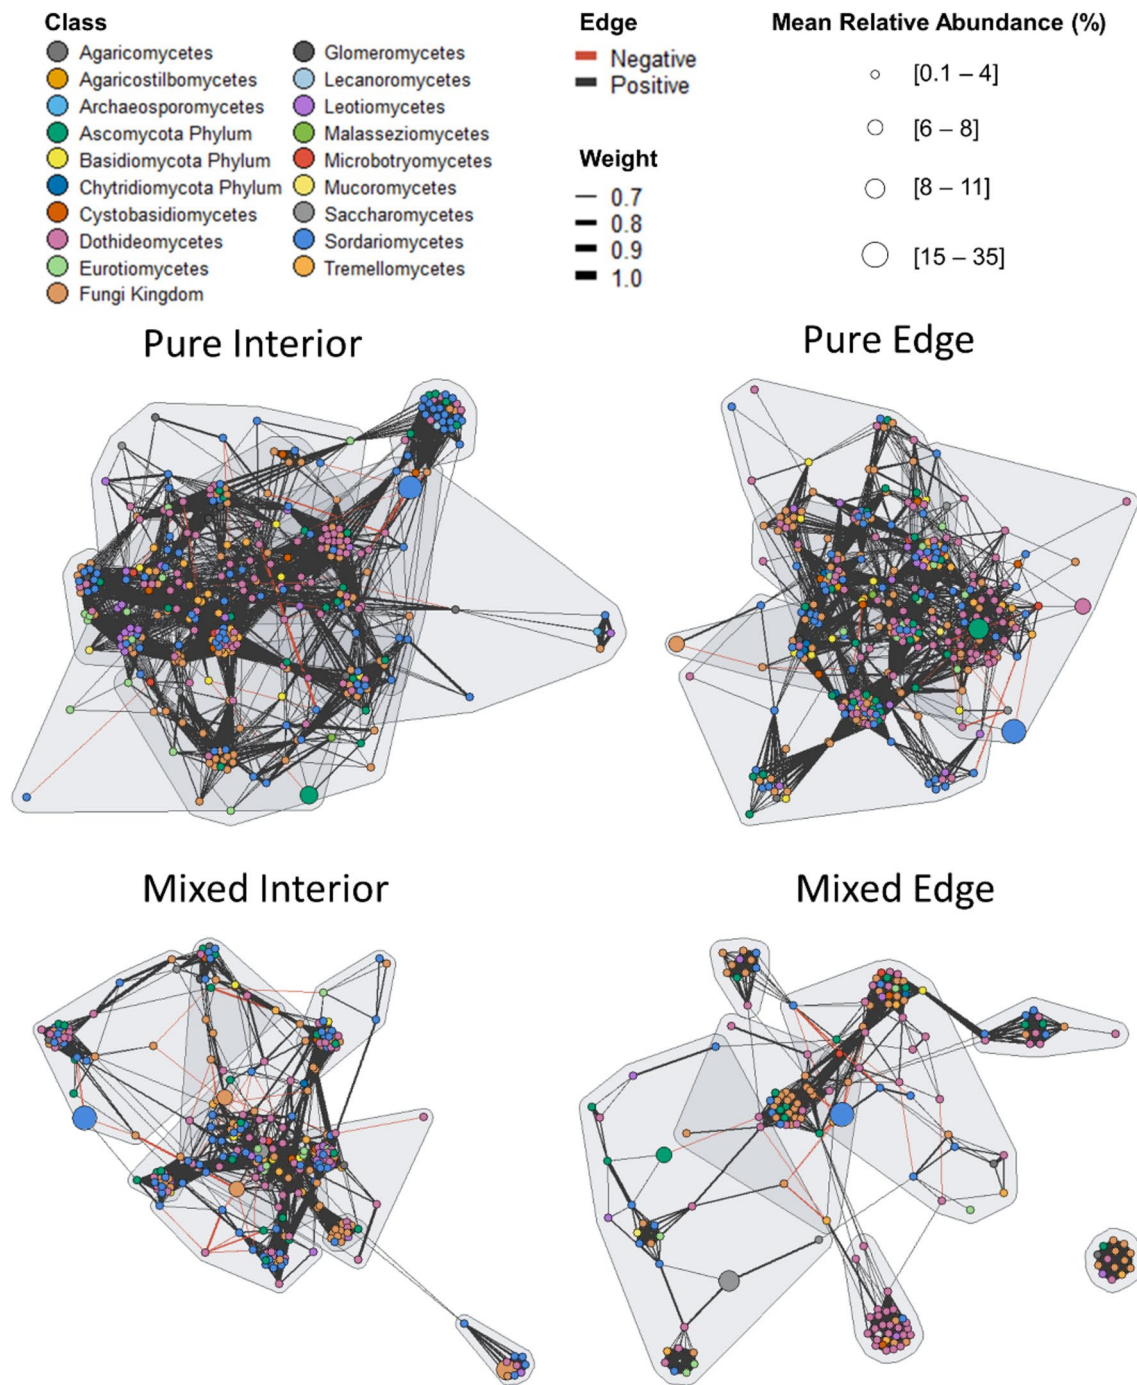 Class
Agaricomycetes
Agaricostilbomycetes
Archaeosporomycetes
Ascomycota Phylum
Basidiomycota Phylum
Chytridiomycota Phylum
Cystobasidiomycetes
Dothideomycetes
Eurotiomycetes
Fungi Kingdom
Glomeromycetes
Lecanoromycetes
Leotiomycetes
Malasseziomycetes
Microbotryomycetes
Mucoromycetes
Saccharomycetes
Sordariomycetes
Tremellomycetes
Edge
Negative
Positive
Weight
0.7
0.8
0.9
1.0
Mean Relative Abundance (%)
[0.1 – 4]
[6 – 8]
[8 – 11]
[15 – 35]
Pure Interior
Pure Edge
Mixed Interior
Mixed Edge